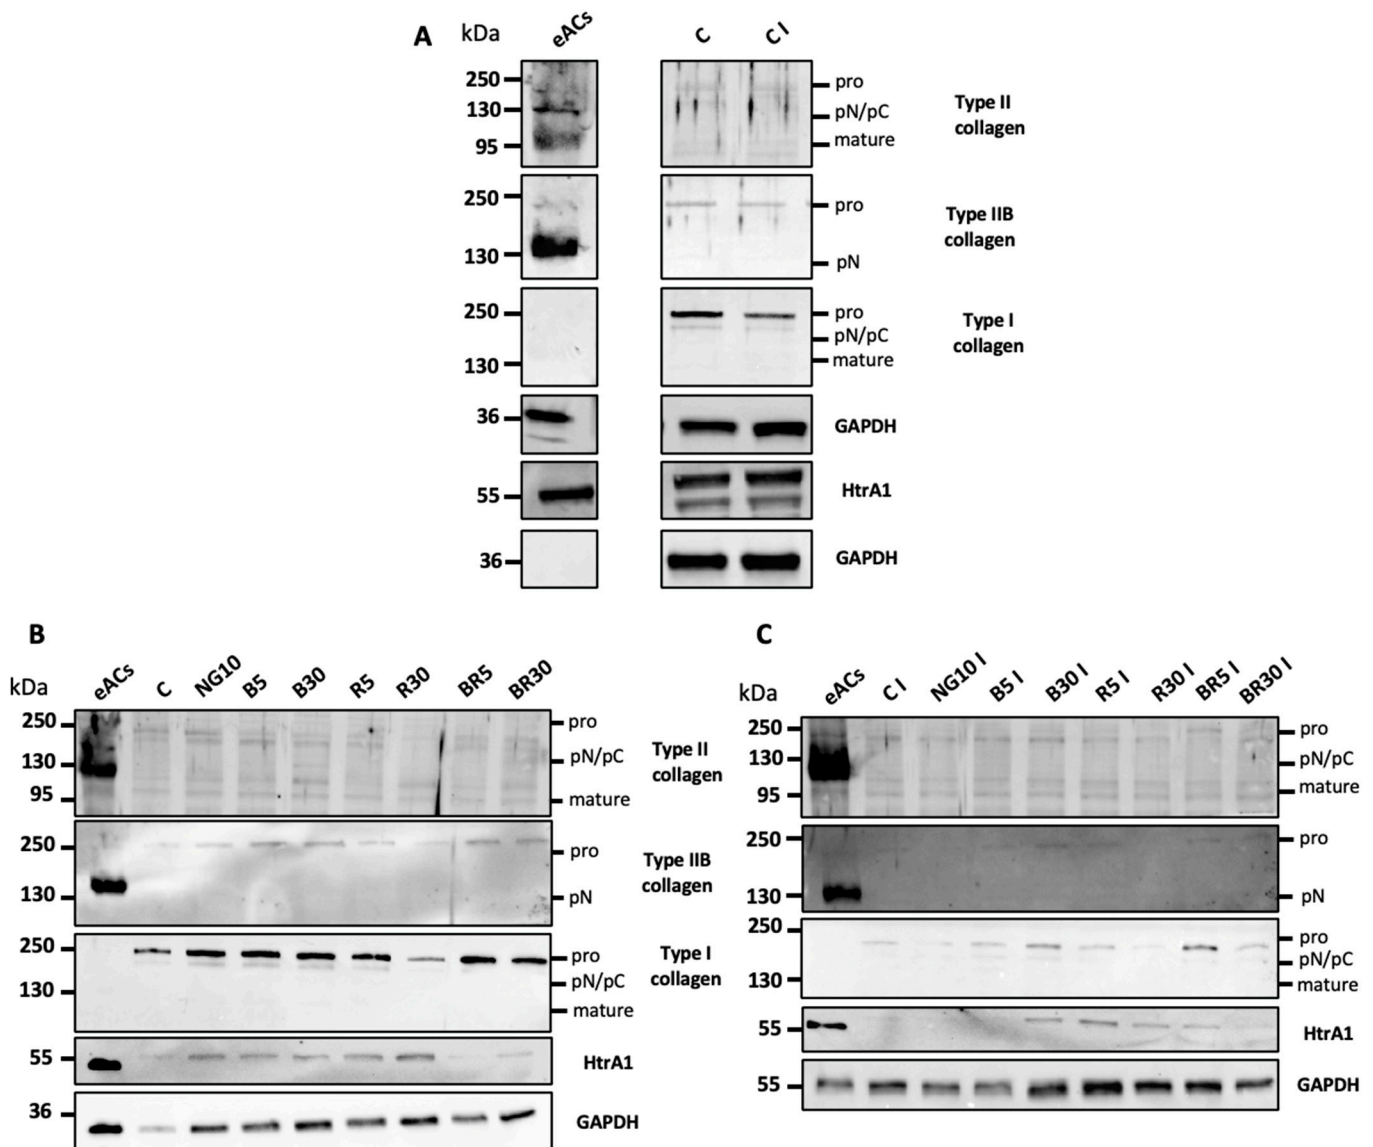 A
kDa
eACs
C
C I
250
130
95
pro
pN/pC
mature
Type II
collagen
250
130
pro
pN
Type IIB
collagen
250
130
pro
pN/pC
mature
Type I
collagen
36
GAPDH
55
HtrA1
36
GAPDH
B
kDa
eACs
C
NG10
B5
B30
R5
R30
BR5
BR30
250
130
95
pro
pN/pC
mature
Type II
collagen
250
130
pro
pN
Type IIB
collagen
250
130
pro
pN/pC
mature
Type I
collagen
55
HtrA1
36
GAPDH
C
kDa
eACs
C I
NG10 I
B5 I
B30 I
R5 I
R30 I
BR5 I
BR30 I
250
130
95
pro
pN/pC
mature
250
130
pro
pN
250
130
pro
pN/pC
mature
55
HtrA1
55
GAPDH